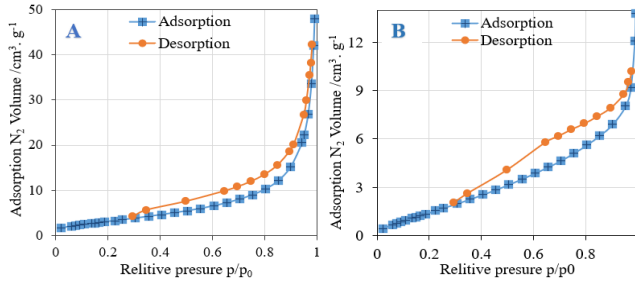 50
40
30
20
10
0
Adsorption N₂ Volume /cm³. g⁻¹
A
Adsorption
Desorption
0
0.2
0.4
0.6
0.8
1
Relitive presure p/p₀
12
9
6
3
0
Adsorption N₂ Volume /cm³. g⁻¹
B
Adsorption
Desorption
0
0.2
0.4
0.6
0.8
Relitive presure p/p0